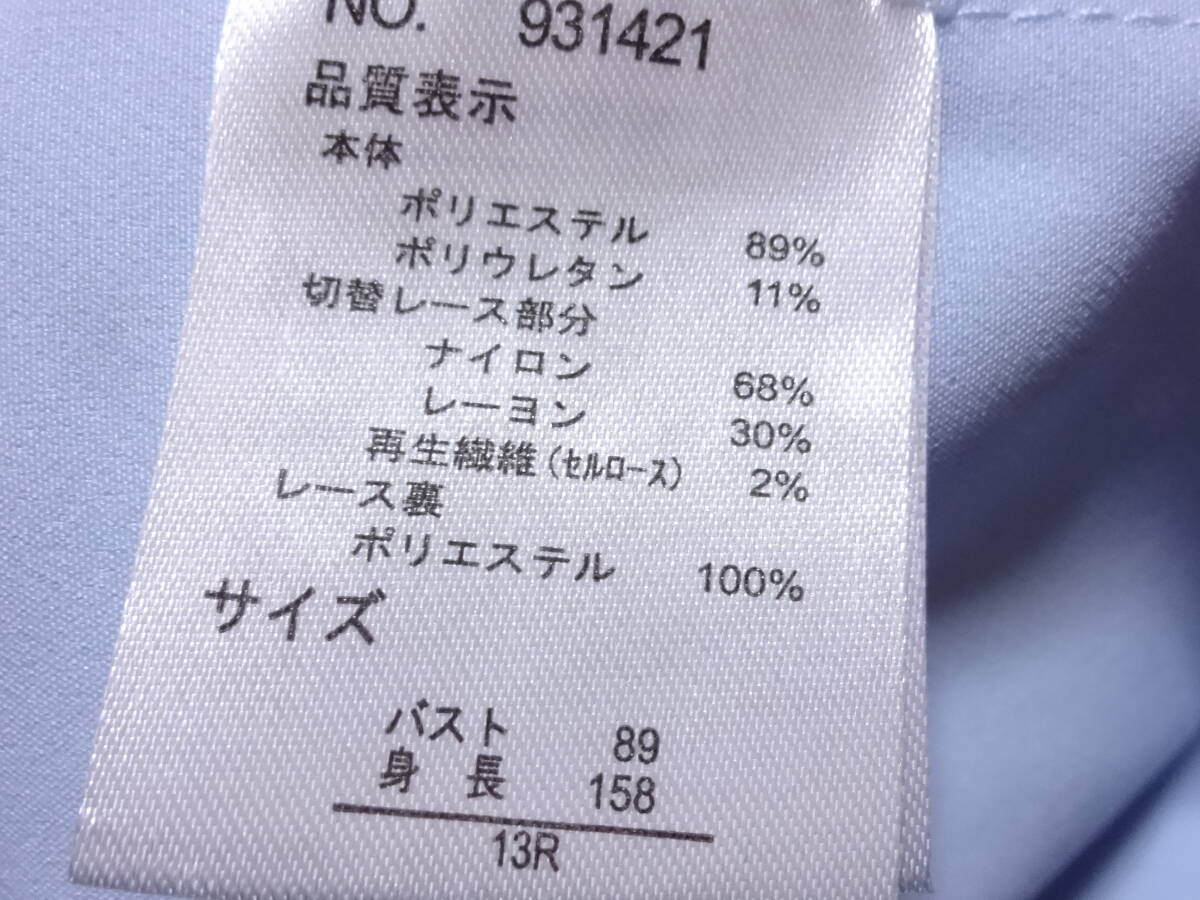 NO. 931421
品質表示
本体
ポリエステル 89%
ポリウレタン 11%
切替レース部分
ナイロン 68%
レーヨン 30%
再生繊維(セルロース) 2%
レース裏
ポリエステル 100%
サイズ
バスト 89
身 長 158
13R